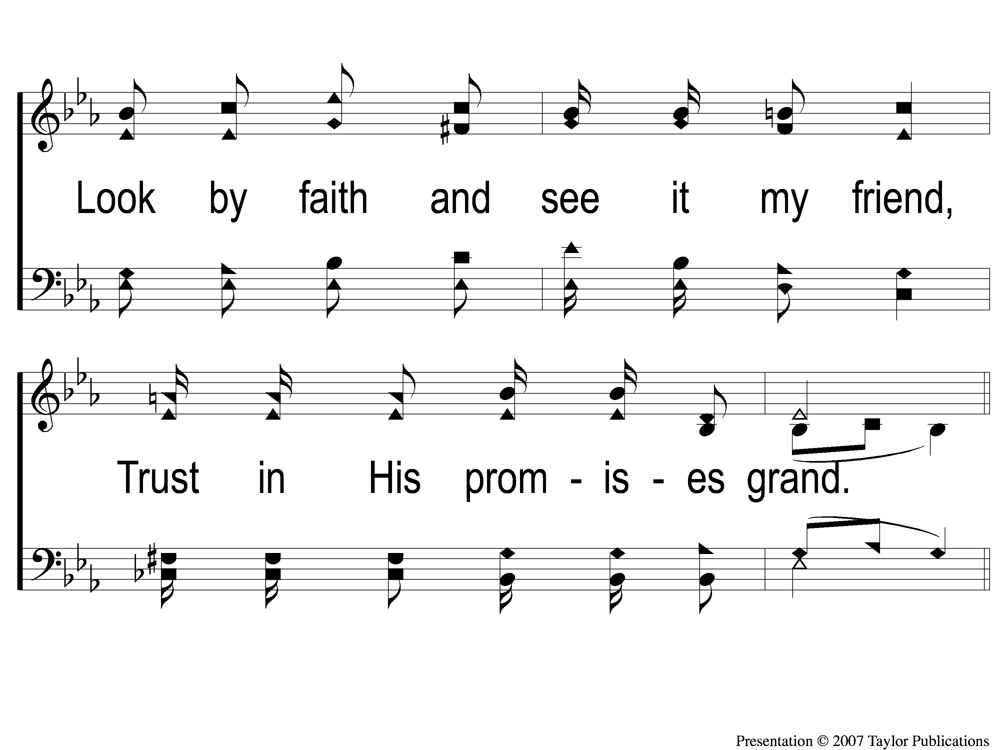 Look by faith and see it my friend,
Trust in His prom - is - es grand.
Presentation © 2007 Taylor Publications